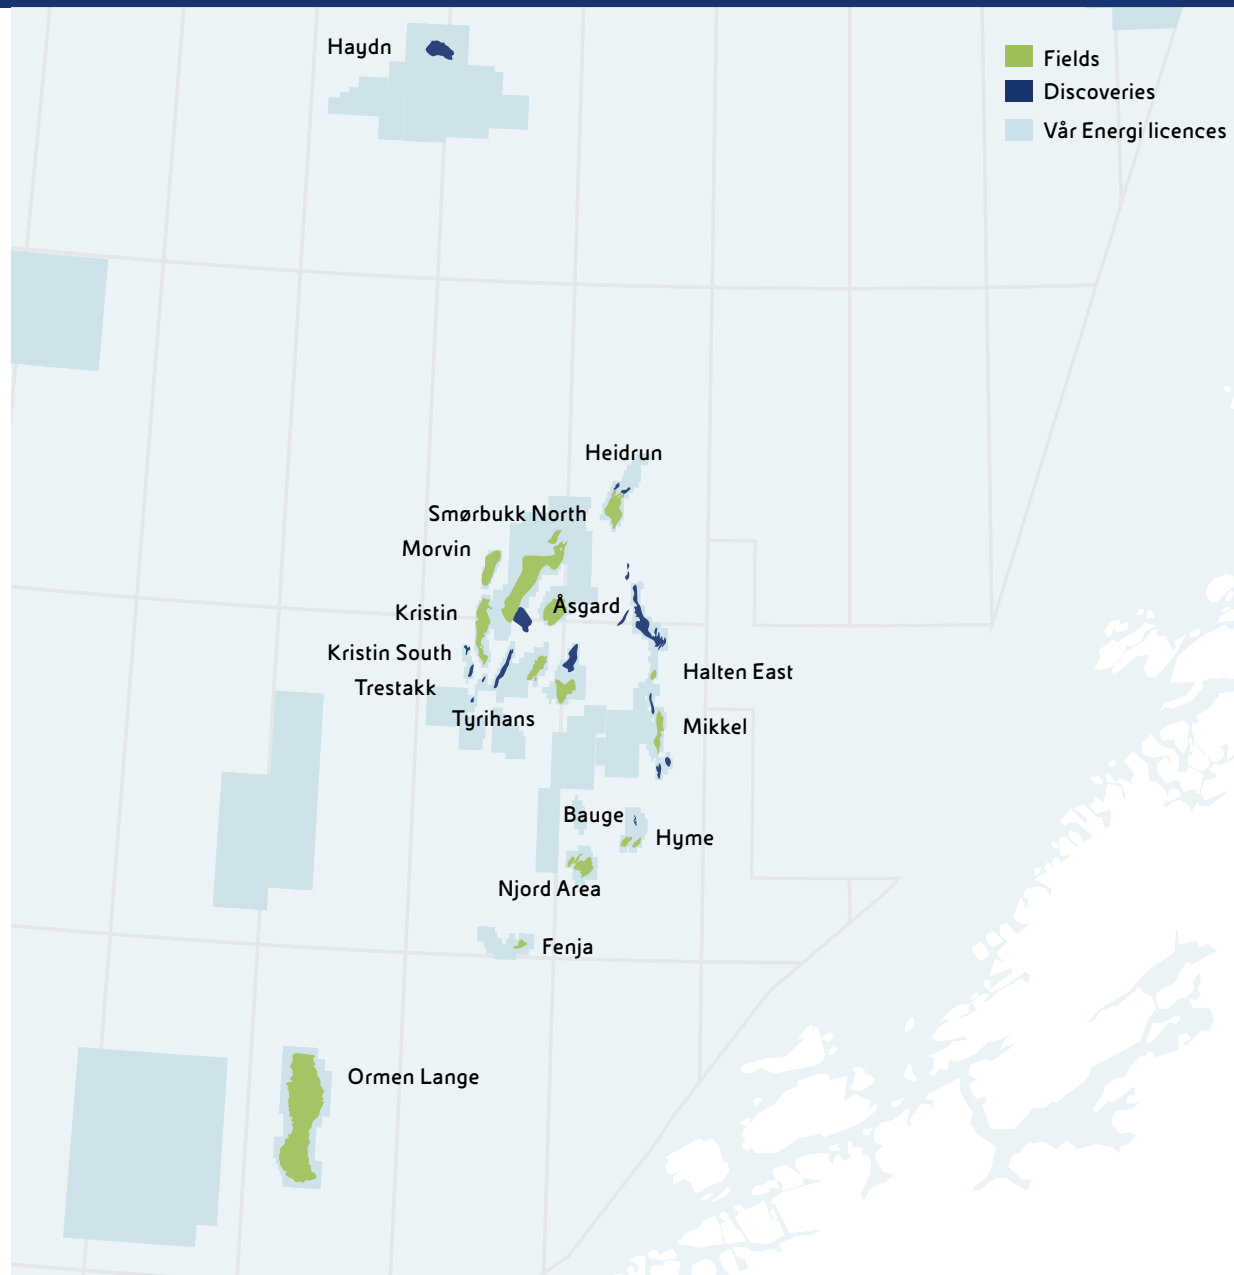 Haydn
Fields
Discoveries
Vår Energi licences
Heidrun
Smørbukk North
Morvin
Åsgard
Kristin
Kristin South
Halten East
Trestakk
Tyrihans
Mikkel
Bauge
Hyme
Njord Area
Fenja
Ormen Lange